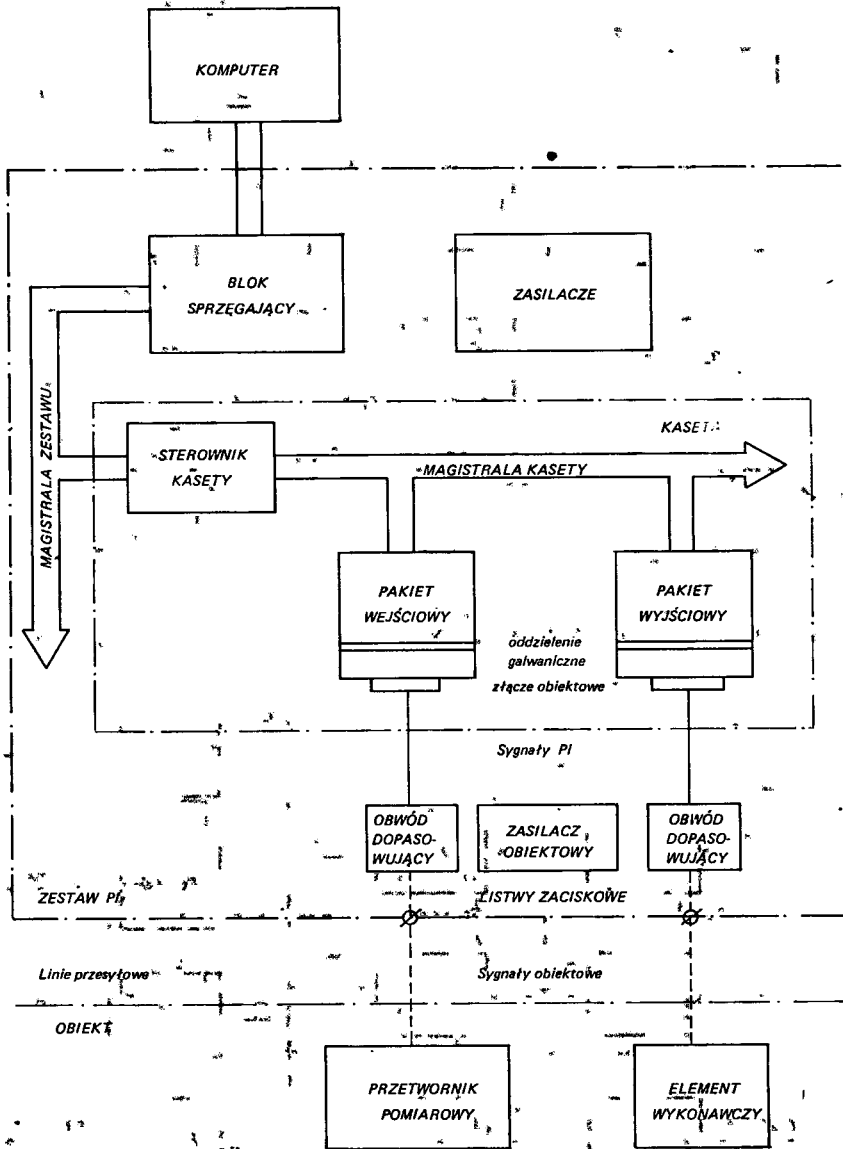 KOMPUTER
BLOK
SPRZĘGAJĄCY
ZASILACZE
MAGISTRALA ZESTAWU
KASETA
STEROWNIK
KASETY
MAGISTRALA KASETY
PAKIET
WEJŚCIOWY
PAKIET
WYJŚCIOWY
oddzielenie
galwaniczne
złącze obiektowe
Sygnały PI
OBWÓD
DOPASO-
WUJĄCY
ZASILACZ
OBIEKTOWY
OBWÓD
DOPASO-
WUJĄCY
ZESTAW PI
LISTWY ZACISKOWE
Linie przesyłowe
Sygnały obiektowe
OBIEKT
PRZETWORNIK
POMIAROWY
ELEMENT
WYKONAWCZY